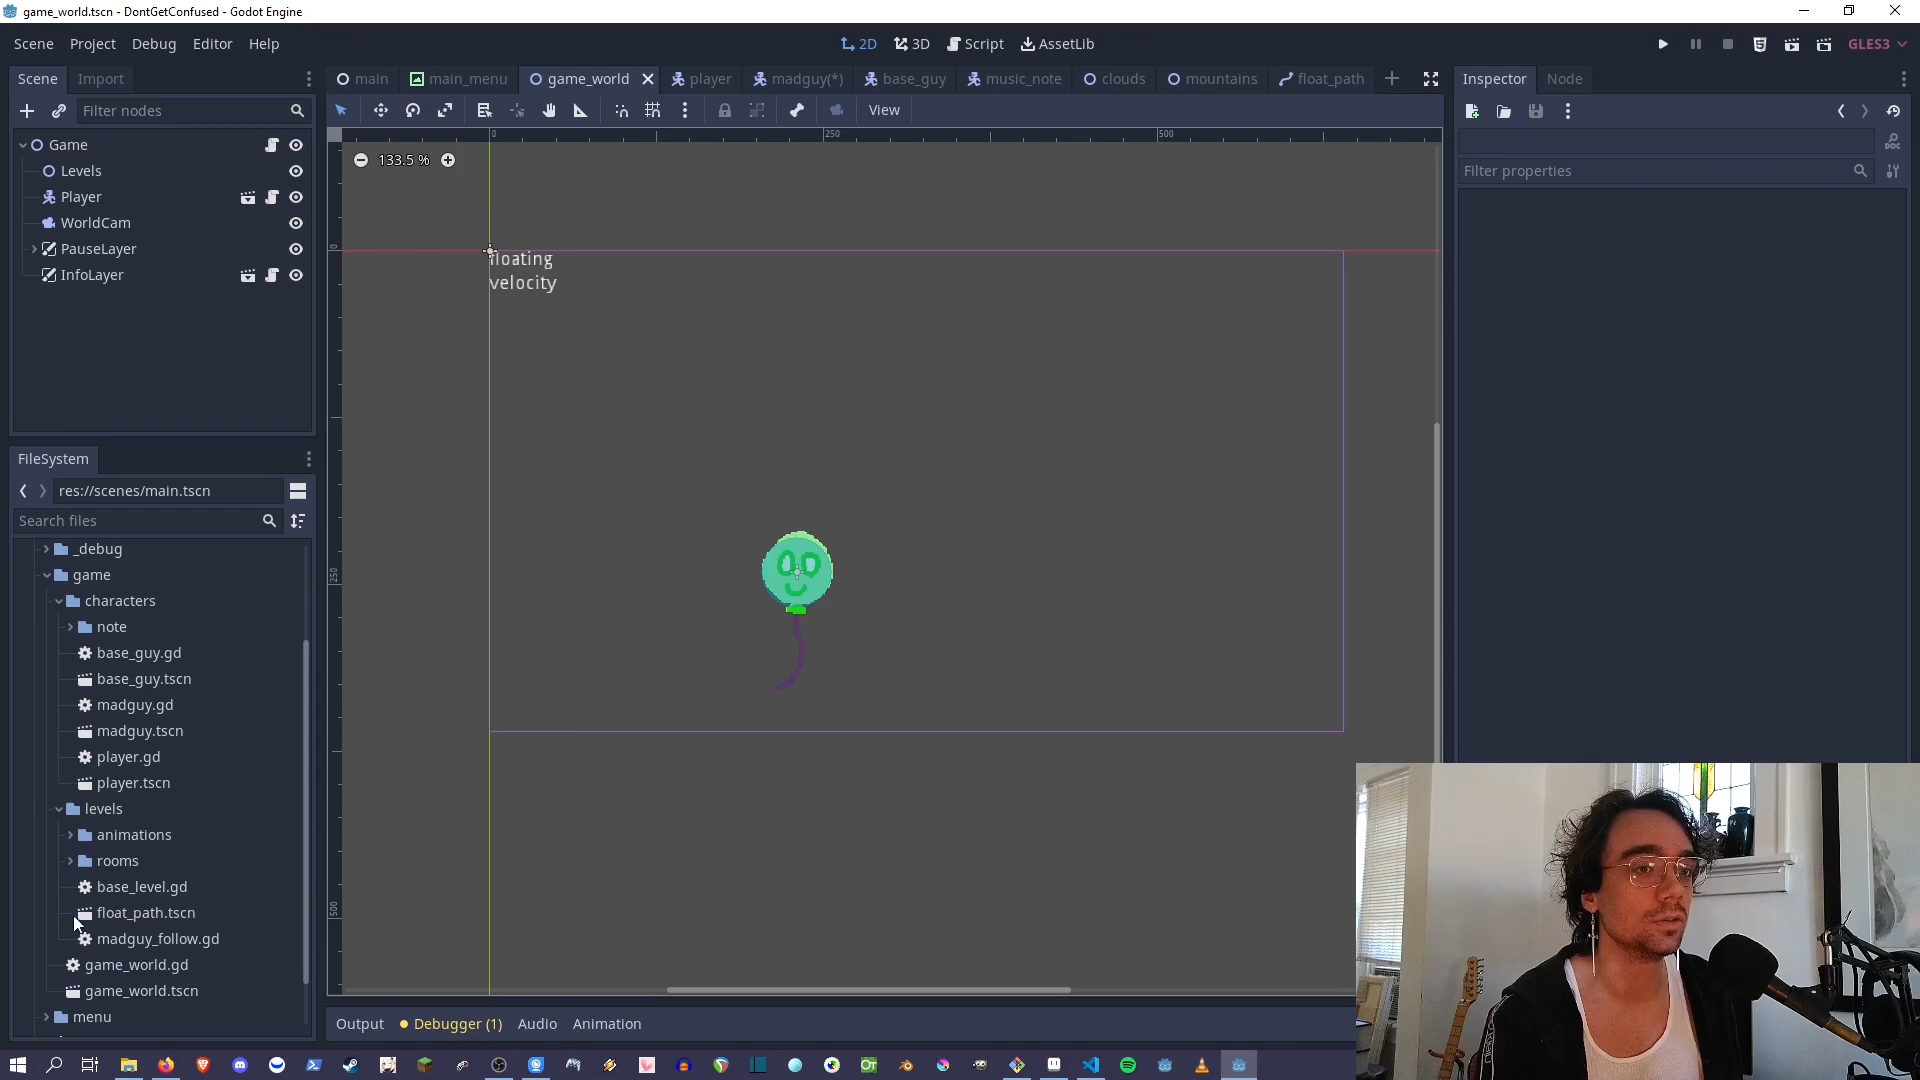 game_world.tscn - DontGetConfused - Godot Engine
Scene Project Debug Editor Help
2D 3D Script AssetLib
GLES3
Scene Import
main main_menu game_world player madguy(*) base_guy music_note clouds mountains float_path
Inspector Node
Filter nodes
View
Game
Levels
Player
WorldCam
PauseLayer
InfoLayer
0 250 500
133.5 %
0
250
500
floating
velocity
Filter properties
FileSystem
res://scenes/main.tscn
Search files
_debug
game
characters
note
base_guy.gd
base_guy.tscn
madguy.gd
madguy.tscn
player.gd
player.tscn
levels
animations
rooms
base_level.gd
float_path.tscn
madguy_follow.gd
game_world.gd
game_world.tscn
menu
Output Debugger (1) Audio Animation